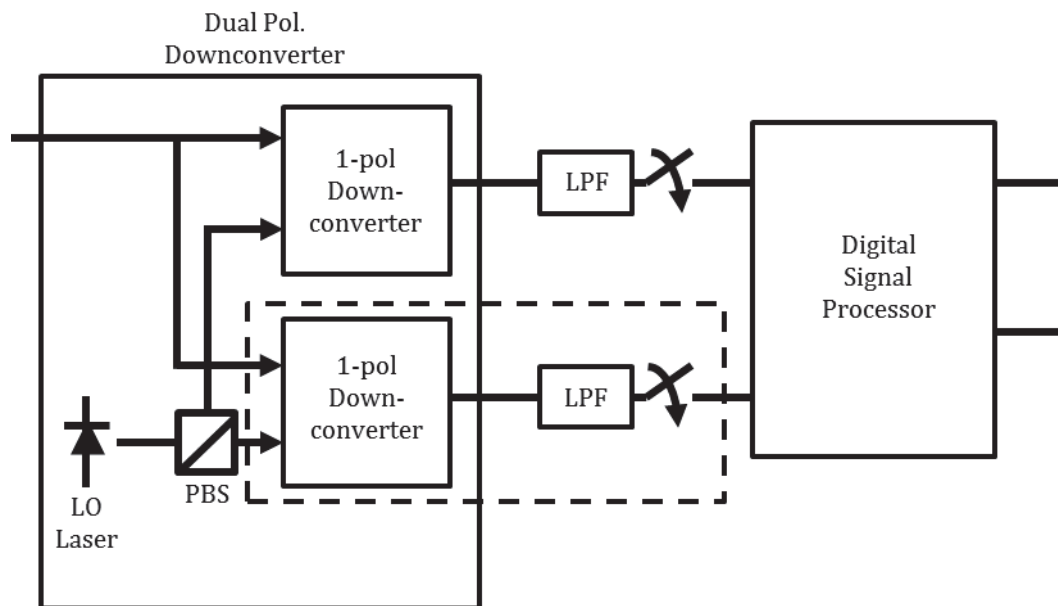 Dual Pol.
Downconverter
1-pol
Down-
converter
LPF
Digital
Signal
Processor
1-pol
Down-
converter
LPF
PBS
LO
Laser